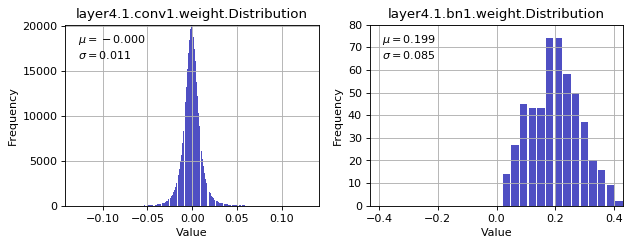 layer4.1.conv1.weight.Distribution
μ = −0.000
σ = 0.011
Frequency
20000
15000
10000
5000
0
−0.10
−0.05
0.00
0.05
0.10
Value
layer4.1.bn1.weight.Distribution
μ = 0.199
σ = 0.085
Frequency
80
70
60
50
40
30
20
10
0
−0.4
−0.2
0.0
0.2
0.4
Value